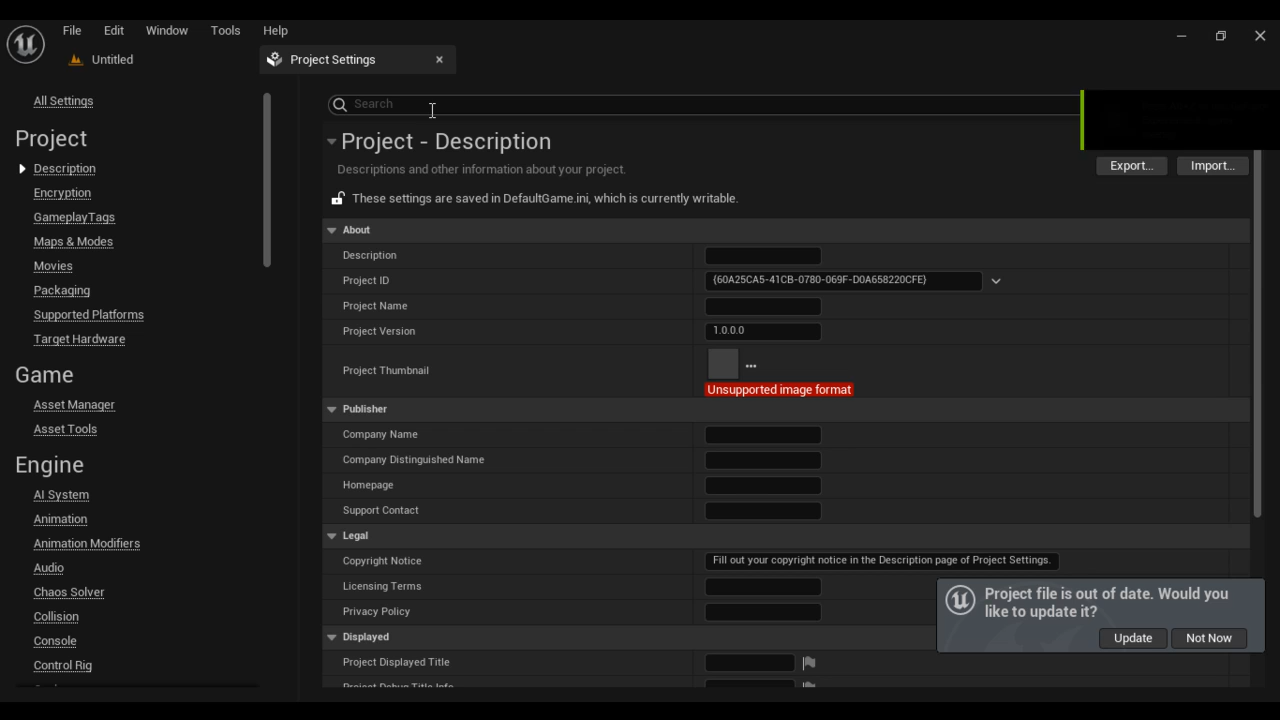 File Edit Window Tools Help
Untitled
Project Settings
All Settings
Project
Description
Encryption
GameplayTags
Maps & Modes
Movies
Packaging
Supported Platforms
Target Hardware
Game
Asset Manager
Asset Tools
Engine
AI System
Animation
Animation Modifiers
Audio
Chaos Solver
Collision
Console
Control Rig
Search
Project - Description
Descriptions and other information about your project.
Export...
Import...
These settings are saved in DefaultGame.ini, which is currently writable.
About
Description
Project ID {60A25CA5-41CB-0780-069F-D0A658220CFE}
Project Name
Project Version 1.0.0.0
Project Thumbnail
Unsupported image format
Publisher
Company Name
Company Distinguished Name
Homepage
Support Contact
Legal
Copyright Notice Fill out your copyright notice in the Description page of Project Settings.
Licensing Terms
Privacy Policy
Displayed
Project Displayed Title
Project Debug Title Info
Project file is out of date. Would you
like to update it?
Update
Not Now